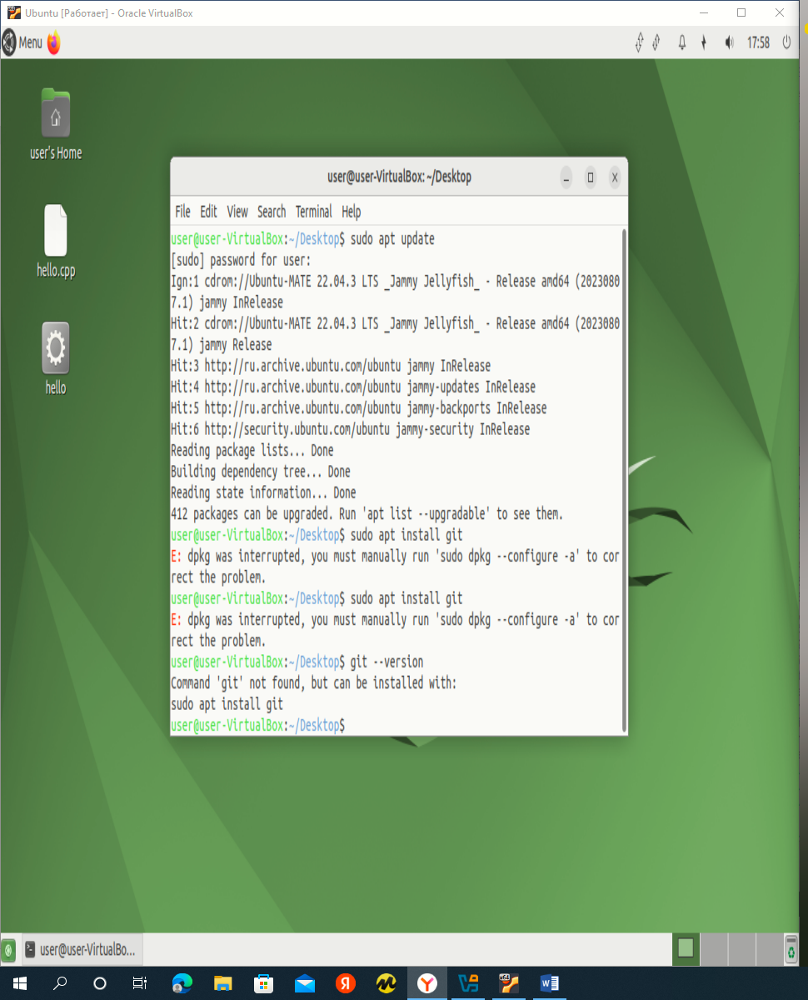 Ubuntu [Работает] - Oracle VirtualBox
Menu
17:58
user's Home
hello.cpp
hello
user@user-VirtualBox: ~/Desktop
File Edit View Search Terminal Help
user@user-VirtualBox:~/Desktop$ sudo apt update
[sudo] password for user:
Ign:1 cdrom://Ubuntu-MATE 22.04.3 LTS _Jammy Jellyfish_ - Release amd64 (2023080
7.1) jammy InRelease
Hit:2 cdrom://Ubuntu-MATE 22.04.3 LTS _Jammy Jellyfish_ - Release amd64 (2023080
7.1) jammy Release
Hit:3 http://ru.archive.ubuntu.com/ubuntu jammy InRelease
Hit:4 http://ru.archive.ubuntu.com/ubuntu jammy-updates InRelease
Hit:5 http://ru.archive.ubuntu.com/ubuntu jammy-backports InRelease
Hit:6 http://security.ubuntu.com/ubuntu jammy-security InRelease
Reading package lists... Done
Building dependency tree... Done
Reading state information... Done
412 packages can be upgraded. Run 'apt list --upgradable' to see them.
user@user-VirtualBox:~/Desktop$ sudo apt install git
E: dpkg was interrupted, you must manually run 'sudo dpkg --configure -a' to cor
rect the problem.
user@user-VirtualBox:~/Desktop$ sudo apt install git
E: dpkg was interrupted, you must manually run 'sudo dpkg --configure -a' to cor
rect the problem.
user@user-VirtualBox:~/Desktop$ git --version
Command 'git' not found, but can be installed with:
sudo apt install git
user@user-VirtualBox:~/Desktop$
user@user-VirtualBo...